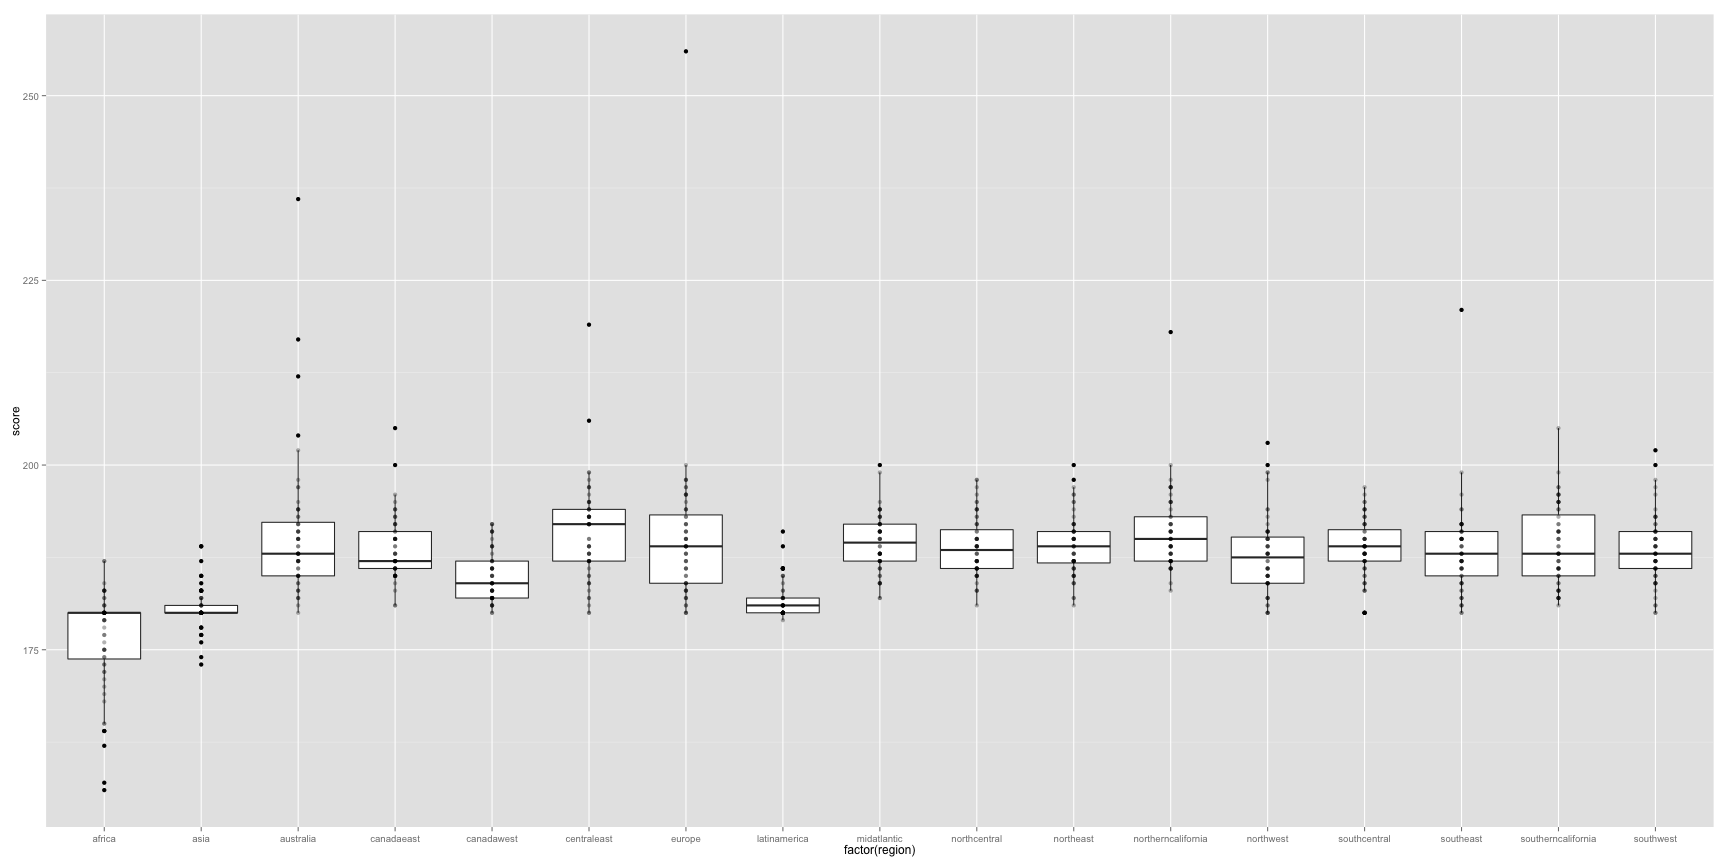 250
225
200
175
score
africa asia australia canadaeast canadawest centraleast europe latinamerica midatlantic northcentral northeast northerncalifornia northwest southcentral southeast southerncalifornia southwest
factor(region)